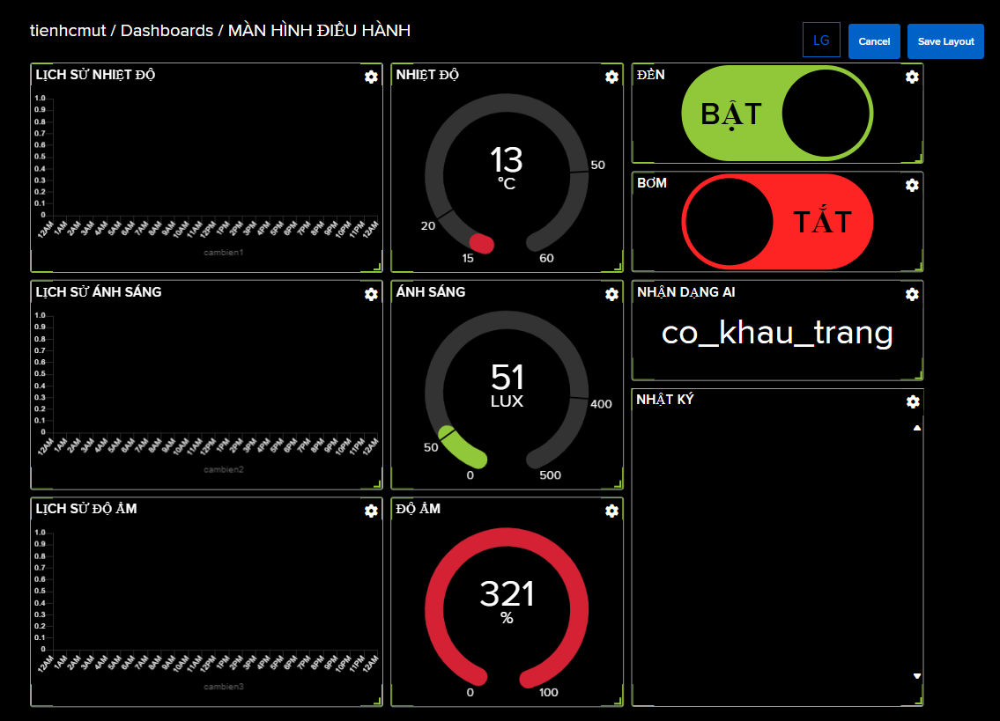 tienhcmut / Dashboards / MÀN HÌNH ĐIỀU HÀNH
LG
Cancel
Save Layout
LỊCH SỬ NHIỆT ĐỘ
1.0
0.9
0.8
0.7
0.6
0.5
0.4
0.3
0.2
0.1
0
12AM 1AM 2AM 3AM 4AM 5AM 6AM 7AM 8AM 9AM 10AM 11AM 12PM 1PM 2PM 3PM 4PM 5PM 6PM 7PM 8PM 9PM 10PM 11PM 12AM
cambien1
NHIỆT ĐỘ
13
°C
50
20
15
60
ĐÈN
BẬT
BƠM
TẮT
LỊCH SỬ ÁNH SÁNG
1.0
0.9
0.8
0.7
0.6
0.5
0.4
0.3
0.2
0.1
0
12AM 1AM 2AM 3AM 4AM 5AM 6AM 7AM 8AM 9AM 10AM 11AM 12PM 1PM 2PM 3PM 4PM 5PM 6PM 7PM 8PM 9PM 10PM 11PM 12AM
cambien2
ÁNH SÁNG
51
LUX
400
50
0
500
NHẬN DẠNG AI
co_khau_trang
NHẬT KÝ
LỊCH SỬ ĐỘ ẨM
1.0
0.9
0.8
0.7
0.6
0.5
0.4
0.3
0.2
0.1
0
12AM 1AM 2AM 3AM 4AM 5AM 6AM 7AM 8AM 9AM 10AM 11AM 12PM 1PM 2PM 3PM 4PM 5PM 6PM 7PM 8PM 9PM 10PM 11PM 12AM
cambien3
ĐỘ ẨM
321
%
0
100